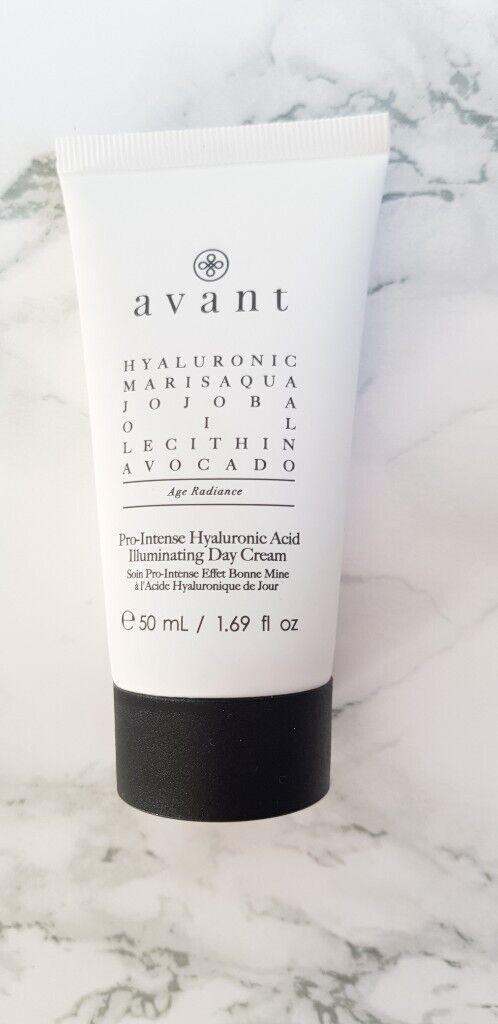 avant
HYALURONIC
MARISAQUA
JOJOBA
OIL
LECITHIN
AVOCADO
Age Radiance
Pro-Intense Hyaluronic Acid
Illuminating Day Cream
Soin Pro-Intense Effet Bonne Mine
à l'Acide Hyaluronique de Jour
℮ 50 mL / 1.69 fl oz